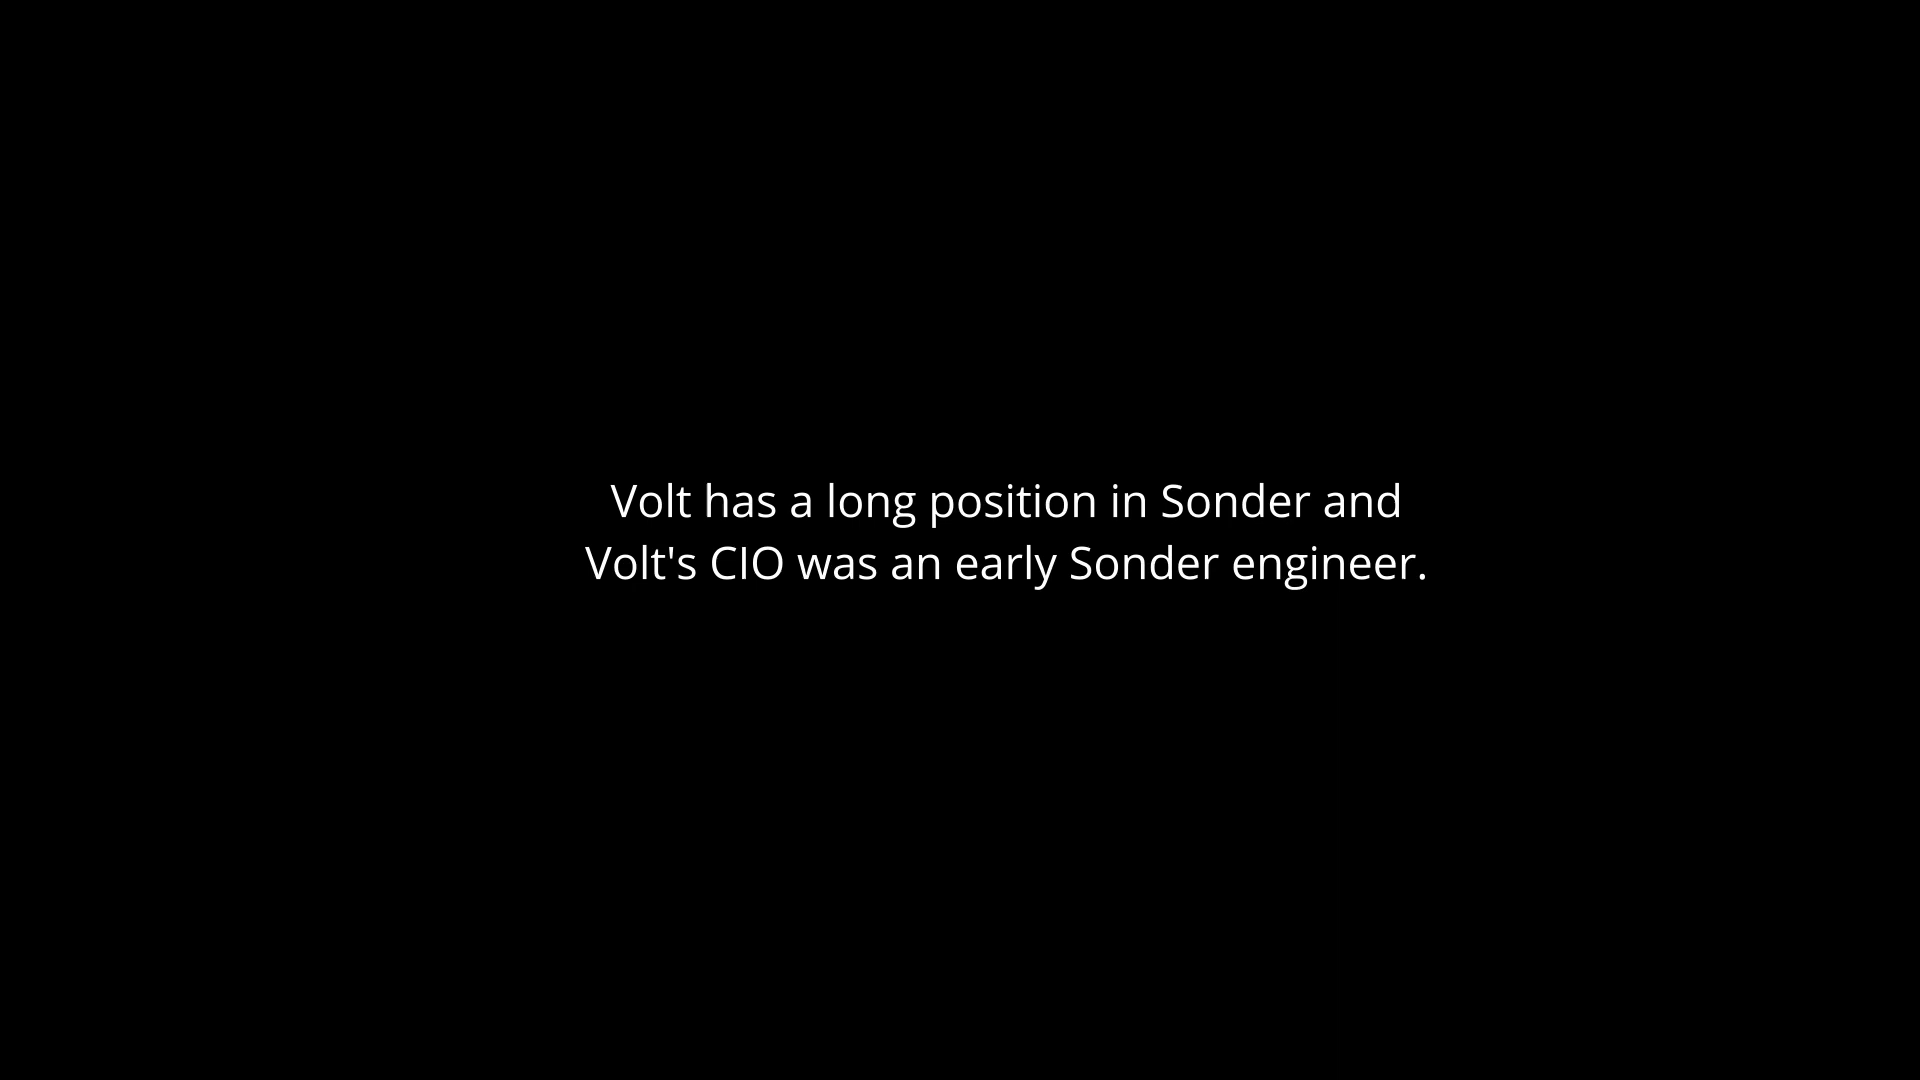 Volt has a long position in Sonder and
Volt's CIO was an early Sonder engineer.